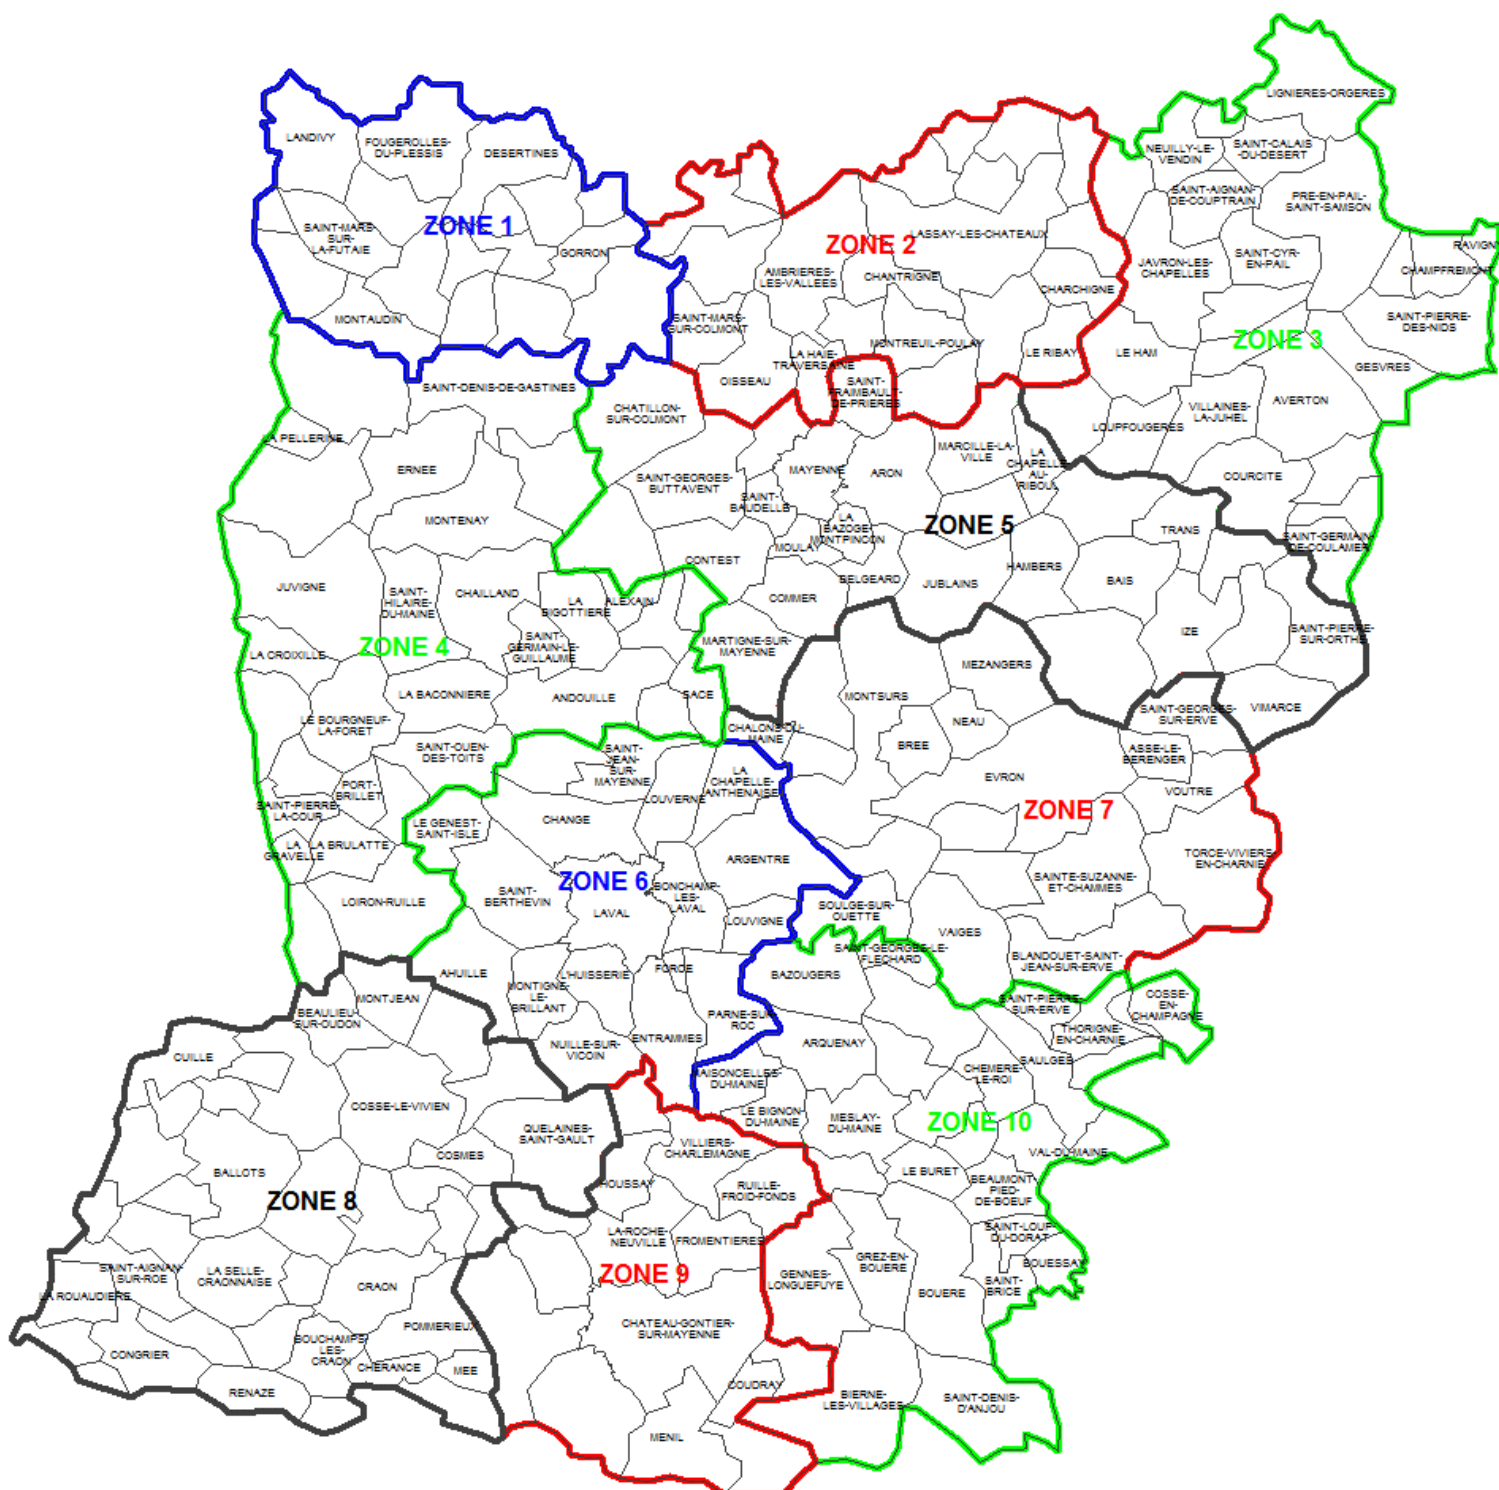 LIGNIERES-ORGERES
LANDIVY
FOUGEROLLES-
DU-PLESSIS
DESERTINES
NEUILLY-LE-
VENDIN
SAINT-CALAIS
-DU-DESERT
SAINT-AIGNAN-
DE-COUPTRAIN
PRE-EN-PAIL-
SAINT-SAMSON
SAINT-MARS-
SUR-
LA-FUTAIE
ZONE 1
GORRON
ZONE 2
LASSAY-LES-CHATEAUX
AMBRIERES-
LES-VALLEES
CHANTRIGNE
CHARCHIGNE
JAVRON-LES-
CHAPELLES
SAINT-CYR-
EN-PAIL
RAVIGN
CHAMPFREMONT
MONTAUDIN
SAINT-MARS-
SUR-COLMONT
SAINT-PIERRE-
DES-NIDS
ZONE 3
LA HAIE-
TRAVERSAINE
MONTREUIL-POULAY
LE RIBAY
LE HAM
GESVRES
SAINT-DENIS-DE-GASTINES
OISSEAU
SAINT-
FRAIMBAULT-
DE-PRIERES
CHATILLON-
SUR-COLMONT
VILLAINES-
LA-JUHEL
AVERTON
LOUPFOUGERES
LA PELLERINE
ERNEE
MARCILLE-LA-
VILLE
LA
CHAPELLE-
AU-
RIBOUL
MAYENNE
ARON
SAINT-GEORGES-
BUTTAVENT
COURCITE
SAINT-
BAUDELLE
MONTENAY
LA
BAZOGE-
MONTPINCON
ZONE 5
TRANS
SAINT-GERMAIN-
DE-COULAMER
MOULAY
CONTEST
JUVIGNE
SAINT-
HILAIRE-
DU-MAINE
CHAILLAND
LA
BIGOTTIERE
ALEXAIN
COMMER
BELGEARD
JUBLAINS
HAMBERS
BAIS
IZE
SAINT-PIERRE-
SUR-ORTHE
ZONE 4
LA CROIXILLE
SAINT-
GERMAIN-LE-
GUILLAUME
MARTIGNE-SUR-
MAYENNE
MEZANGERS
LA BACONNIERE
ANDOUILLE
SACE
MONTSURS
NEAU
SAINT-GEORGES-
SUR-ERVE
VIMARCE
LE BOURGNEUF-
LA-FORET
CHALONS-DU-
MAINE
BREE
SAINT-OUEN-
DES-TOITS
SAINT-
JEAN-
SUR-
MAYENNE
ASSE-LE-
BERENGER
EVRON
VOUTRE
LA
CHAPELLE-
ANTHENAISE
PORT-
BRILLET
LOUVERNE
SAINT-PIERRE-
LA-COUR
LE GENEST-
SAINT-ISLE
CHANGE
ZONE 7
LA
GRAVELLE
LA BRULATTE
ARGENTRE
TORCE-VIVIERS-
EN-CHARNIE
SAINTE-SUZANNE-
ET-CHAMMES
ZONE 6
SAINT-
BERTHEVIN
BONCHAMP-
LES-
LAVAL
LOIRON-RUILLE
LAVAL
LOUVIGNE
SOULGE-SUR-
OUETTE
VAIGES
SAINT-GEORGES-LE-
FLECHARD
BLANDOUET-SAINT-
JEAN-SUR-ERVE
AHUILLE
L'HUISSERIE
FORCE
BAZOUGERS
MONTJEAN
MONTIGNE-
LE-
BRILLANT
SAINT-PIERRE-
SUR-ERVE
COSSE-
EN-
CHAMPAGNE
BEAULIEU-
SUR-OUDON
PARNE-SUR-
ROC
THORIGNE-
EN-CHARNIE
ENTRAMMES
ARQUENAY
CUILLE
NUILLE-SUR-
VICOIN
SAULGES
CHEMERE-
LE-ROI
MAISONCELLES-
DU-MAINE
COSSE-LE-VIVIEN
LE BIGNON-
DU-MAINE
MESLAY-
DU-MAINE
ZONE 10
QUELAINES-
SAINT-GAULT
VILLIERS-
CHARLEMAGNE
COSMES
VAL-DU-MAINE
BALLOTS
LE BURET
HOUSSAY
RUILLE-
FROID-FONDS
BEAUMONT-
PIED-
DE-BOEUF
ZONE 8
LA-ROCHE-
NEUVILLE
FROMENTIERES
SAINT-LOUP-
DU-DORAT
GREZ-EN-
BOUERE
BOUESSAY
SAINT-AIGNAN-
SUR-ROE
LA SELLE-
CRAONNAISE
CRAON
ZONE 9
GENNES-
LONGUEFUYE
SAINT-
BRICE
BOUERE
LA ROUAUDIERE
CHATEAU-GONTIER-
SUR-MAYENNE
POMMERIEUX
BOUCHAMPS-
LES-
CRAON
CONGRIER
CHERANCE
MEE
RENAZE
COUDRAY
BIERNE-
LES-VILLAGES
SAINT-DENIS-
D'ANJOU
MENIL